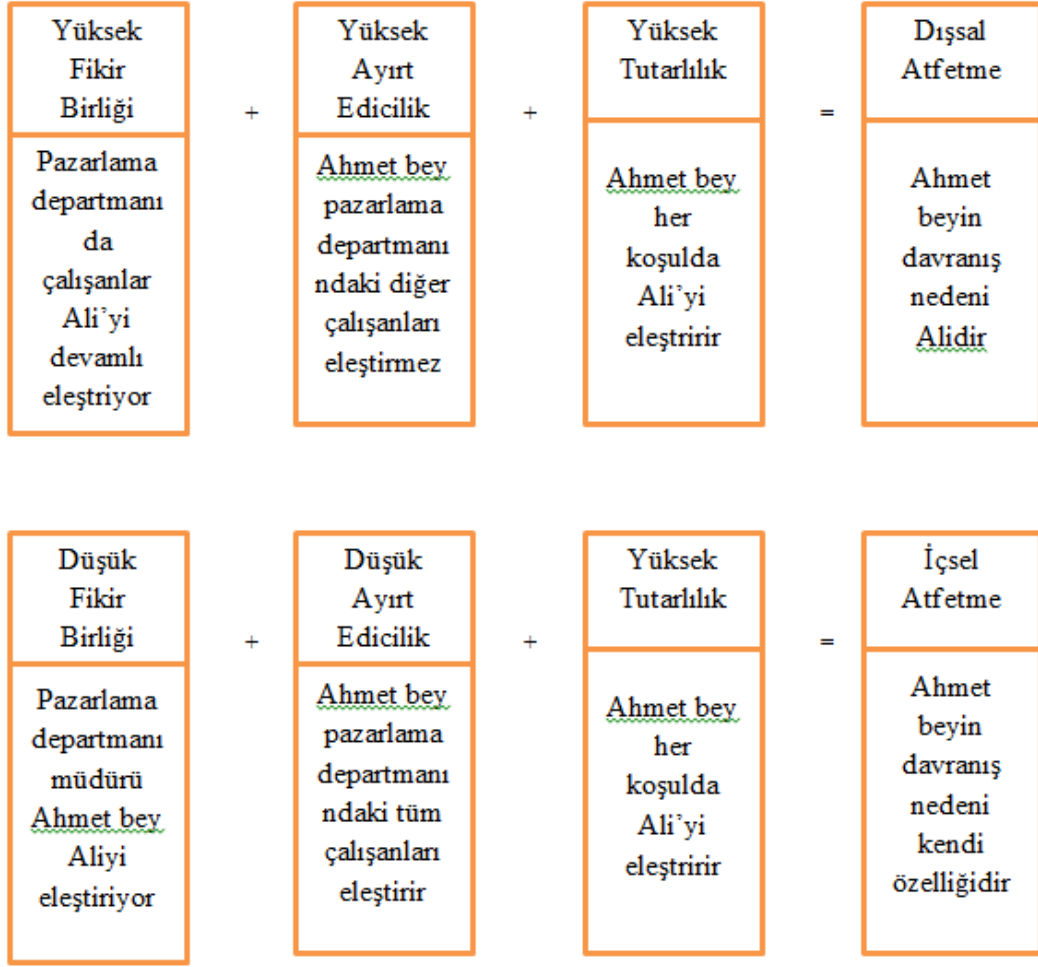 Yüksek
Fikir
Birliği
Pazarlama
departmanı
da
çalışanlar
Ali’yi
devamlı
eleştriyor
+
Yüksek
Ayırt
Edicilik
Ahmet bey
pazarlama
departmanı
ndaki diğer
çalışanları
eleştirmez
+
Yüksek
Tutarlılık
Ahmet bey
her
koşulda
Ali’yi
eleştririr
=
Dışsal
Atfetme
Ahmet
beyin
davranış
nedeni
Alidir
Düşük
Fikir
Birliği
Pazarlama
departmanı
müdürü
Ahmet bey
Aliyi
eleştiriyor
+
Düşük
Ayırt
Edicilik
Ahmet bey
pazarlama
departmanı
ndaki tüm
çalışanları
eleştirir
+
Yüksek
Tutarlılık
Ahmet bey
her
koşulda
Ali’yi
eleştririr
=
İçsel
Atfetme
Ahmet
beyin
davranış
nedeni
kendi
özelliğidir